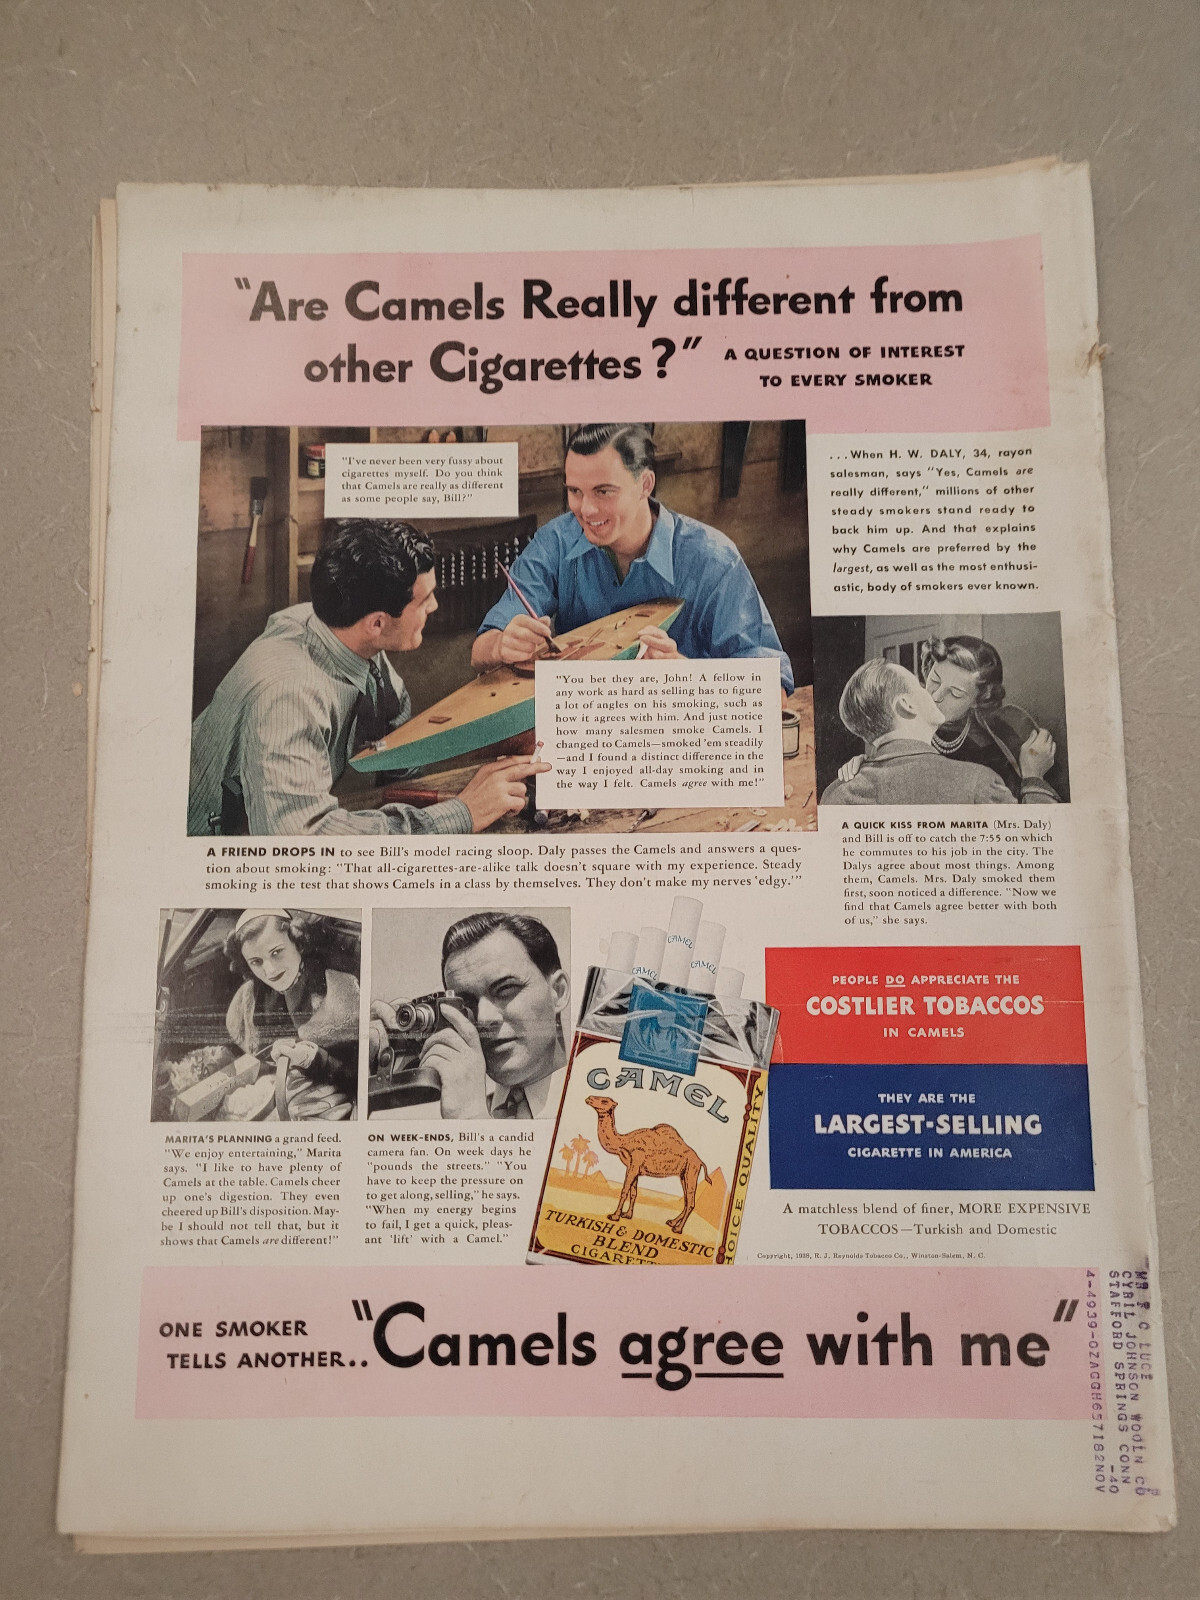 "Are Camels Really different from
other Cigarettes?"
A QUESTION OF INTEREST
TO EVERY SMOKER
"I've never been very fussy about
cigarettes myself. Do you think
that Camels are really as different
as some people say, Bill?"
...When H. W. DALY, 34, rayon
salesman, says "Yes, Camels are
really different," millions of other
steady smokers stand ready to
back him up. And that explains
why Camels are preferred by the
largest, as well as the most enthusi-
astic, body of smokers ever known.
"You bet they are, John! A fellow in
any work as hard as selling has to figure
a lot of angles on his smoking, such as
how it agrees with him. And just notice
how many salesmen smoke Camels. I
changed to Camels—smoked 'em steadily
—and I found a distinct difference in the
way I enjoyed all-day smoking and in
the way I felt. Camels agree with me!"
A FRIEND DROPS IN to see Bill's model racing sloop. Daly passes the Camels and answers a ques-
tion about smoking: "That all-cigarettes-are-alike talk doesn't square with my experience. Steady
smoking is the test that shows Camels in a class by themselves. They don't make my nerves 'edgy.'"
A QUICK KISS FROM MARITA (Mrs. Daly)
and Bill is off to catch the 7:55 on which
he commutes to his job in the city. The
Dalys agree about most things. Among
them, Camels. Mrs. Daly smoked them
first, soon noticed a difference. "Now we
find that Camels agree better with both
of us," she says.
MARITA'S PLANNING a grand feed.
"We enjoy entertaining," Marita
says. "I like to have plenty of
Camels at the table. Camels cheer
up one's digestion. They even
cheered up Bill's disposition. May-
be I should not tell that, but it
shows that Camels are different!"
ON WEEK-ENDS, Bill's a candid
camera fan. On week days he
"pounds the streets." "You
have to keep the pressure on
to get along, selling," he says.
"When my energy begins
to fail, I get a quick, pleas-
ant 'lift' with a Camel."
CAMEL
CAMEL
CAMEL
CAMEL
TURKISH & DOMESTIC
BLEND
CIGARETT
HOICE QUALITY
PEOPLE DO APPRECIATE THE
COSTLIER TOBACCOS
IN CAMELS
THEY ARE THE
LARGEST-SELLING
CIGARETTE IN AMERICA
A matchless blend of finer, MORE EXPENSIVE
TOBACCOS—Turkish and Domestic
Copyright, 1938, R. J. Reynolds Tobacco Co., Winston-Salem, N. C.
ONE SMOKER
TELLS ANOTHER..
"Camels agree with me"
MR F C LUCE
CYRIL JOHNSON WOOLN CO
STAFFORD SPRINGS CONN
-40
4-4939-OZAGGH657182NOV